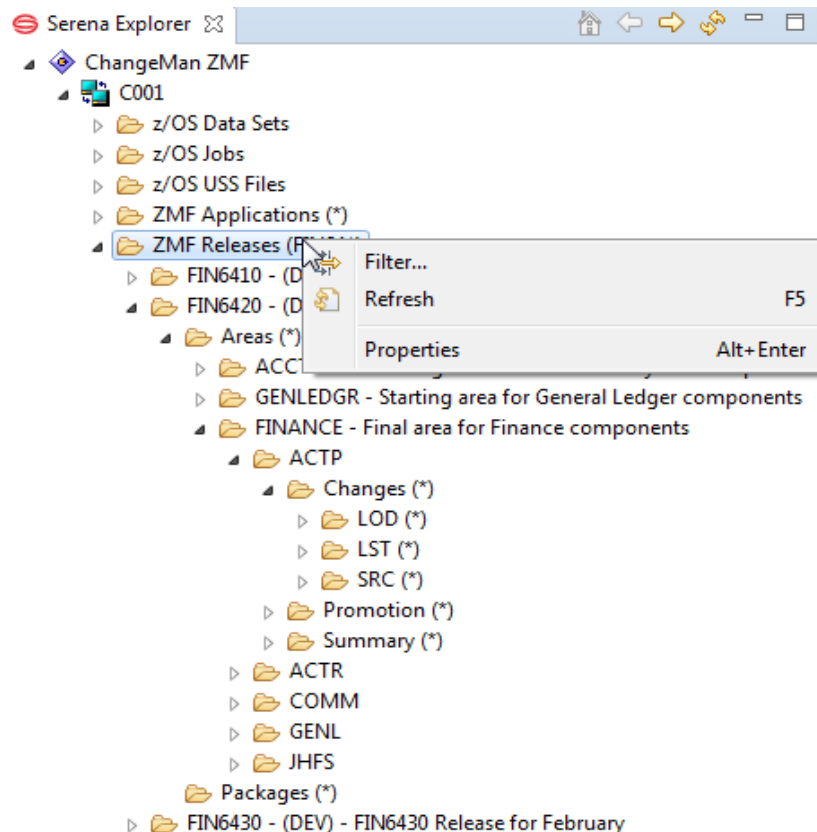 Serena Explorer
ChangeMan ZMF
C001
z/OS Data Sets
z/OS Jobs
z/OS USS Files
ZMF Applications (*)
ZMF Releases
Filter...
FIN6410 - (D
Refresh F5
FIN6420 - (D
Areas (*)
Properties Alt+Enter
GENLEDGR - Starting area for General Ledger components
FINANCE - Final area for Finance components
ACTP
Changes (*)
LOD (*)
LST (*)
SRC (*)
Promotion (*)
Summary (*)
ACTR
COMM
GENL
JHFS
Packages (*)
FIN6430 - (DEV) - FIN6430 Release for February